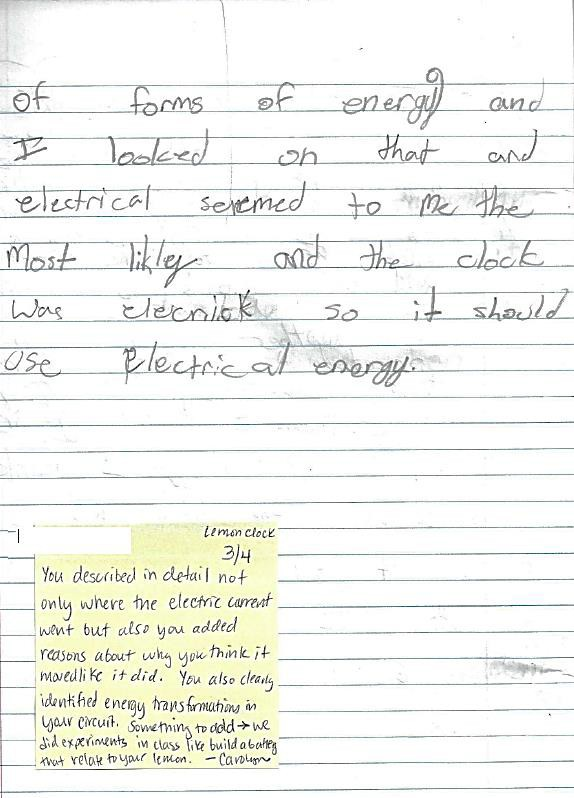 of forms of energy and
I looked on that and
electrical seremed to me the
Most likly and the clock
was elecnikk so it should
use Electrical energy.
Lemon clock
3/4
You described in detail not
only where the electric current
went but also you added
reasons about why you think it
moved like it did. You also clearly
identified energy transformations in
your circuit. Something to add → we
did experiments in class like build a battery
that relate to your lemon. - Carolyn